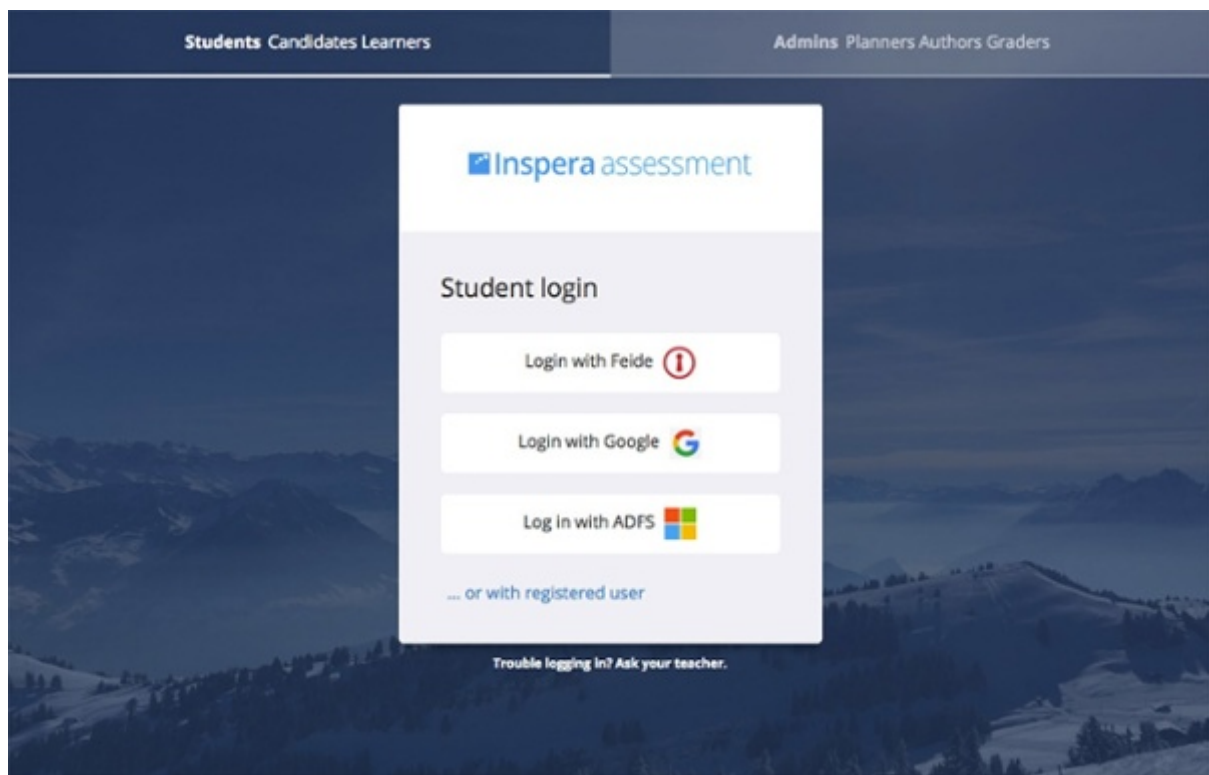 Students Candidates Learners
Admins Planners Authors Graders
Inspera assessment
Student login
Login with Feide
Login with Google
Log in with ADFS
... or with registered user
Trouble logging in? Ask your teacher.